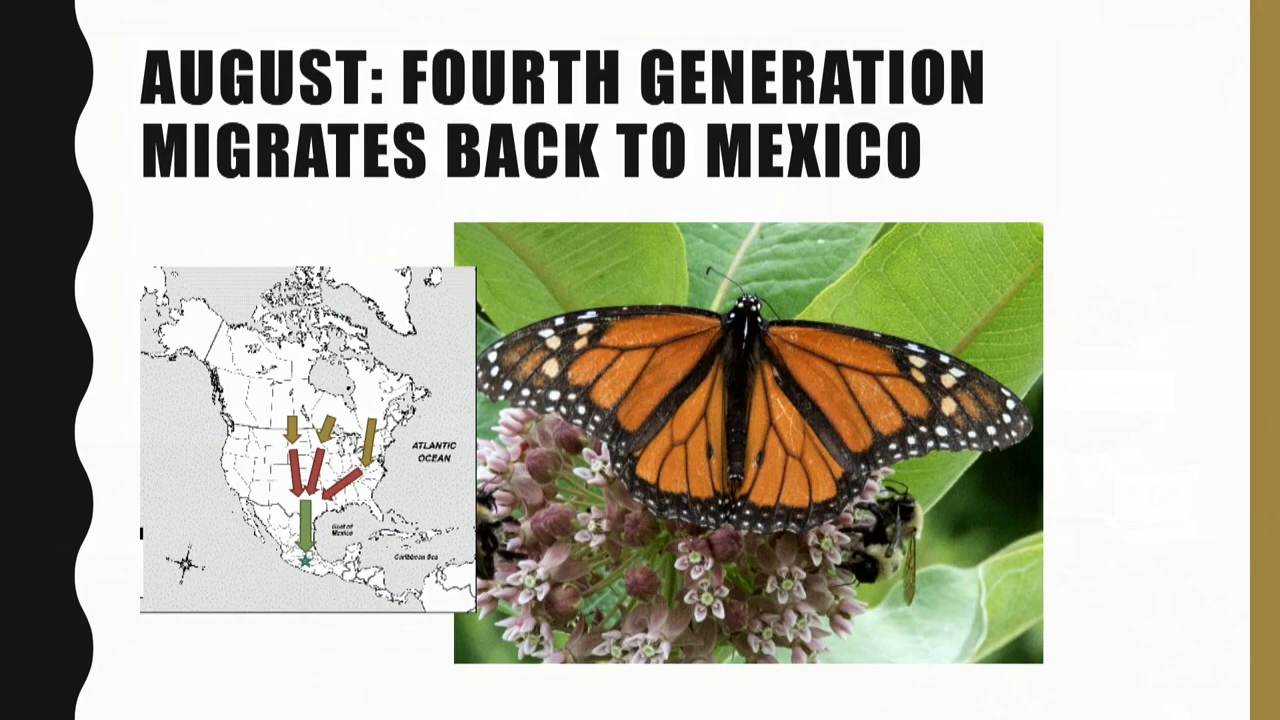 AUGUST: FOURTH GENERATION
MIGRATES BACK TO MEXICO
ATLANTIC
OCEAN
Gulf of
Mexico
Caribbean Sea